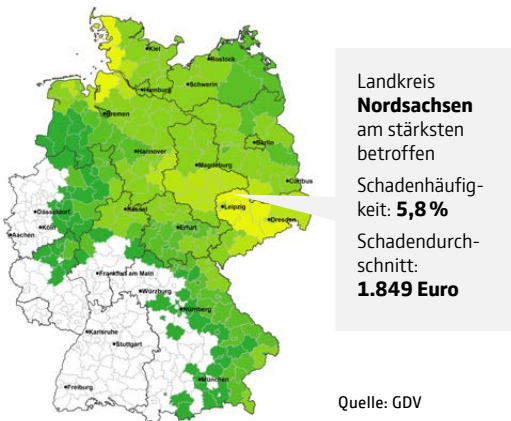 Kiel
Rostock
Hamburg
Schwerin
Bremen
Berlin
Hannover
Magdeburg
Cottbus
Düsseldorf
Kassel
Leipzig
Dresden
Köln
Aachen
Erfurt
Frankfurt am Main
Würzburg
Nürnberg
Karlsruhe
Stuttgart
München
Freiburg
Landkreis
Nordsachsen
am stärksten
betroffen
Schadenhäufig-
keit: 5,8 %
Schadendurch-
schnitt:
1.849 Euro
Quelle: GDV